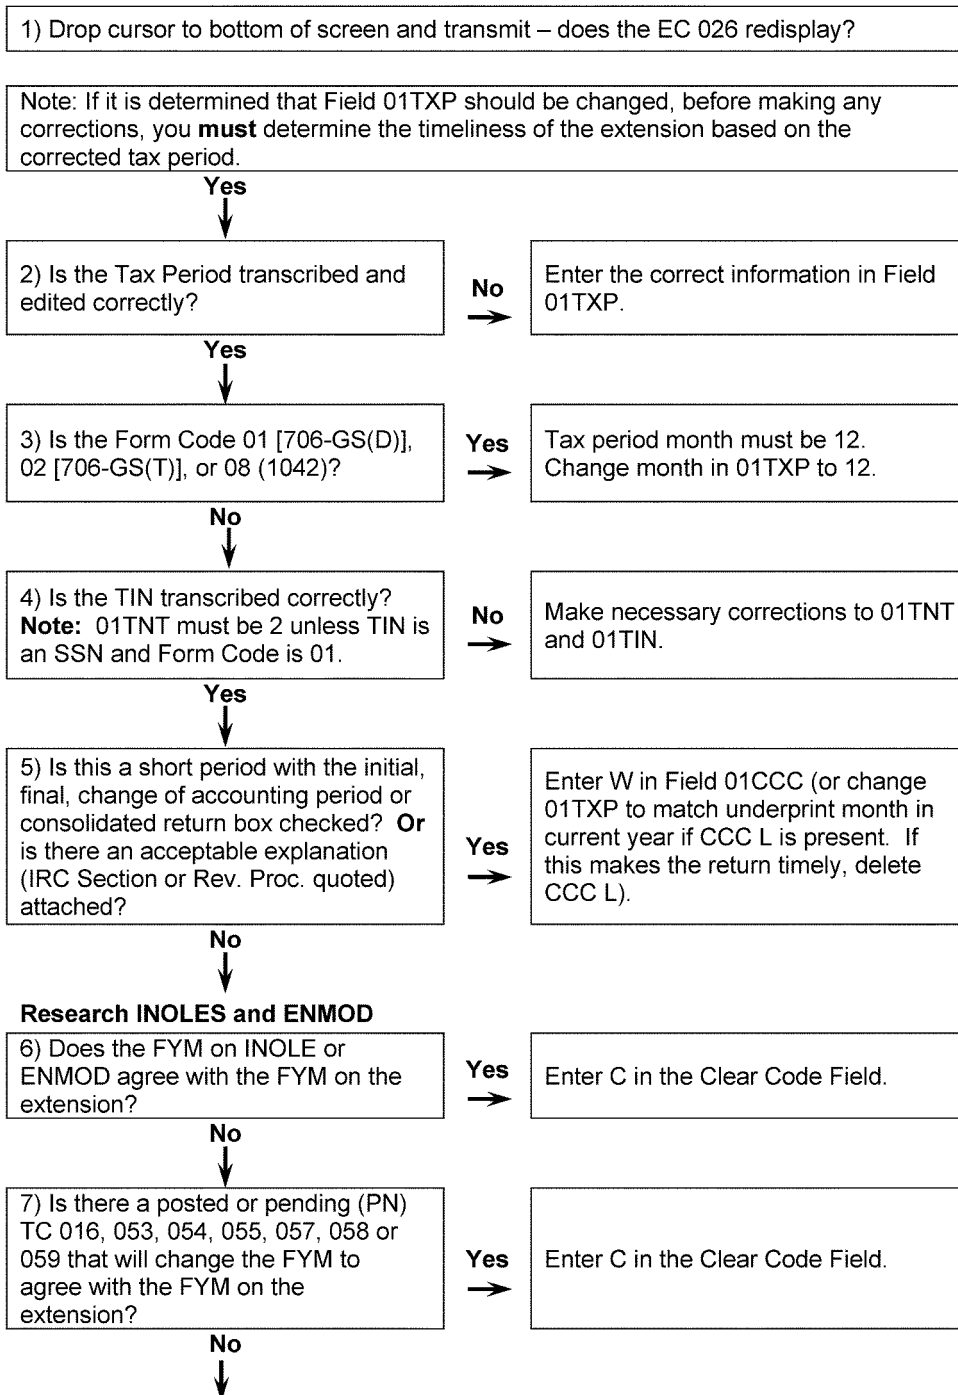 1) Drop cursor to bottom of screen and transmit – does the EC 026 redisplay?
Note: If it is determined that Field 01TXP should be changed, before making any
corrections, you must determine the timeliness of the extension based on the
corrected tax period.
Yes
2) Is the Tax Period transcribed and
edited correctly?
No
Enter the correct information in Field
01TXP.
Yes
3) Is the Form Code 01 [706-GS(D)],
02 [706-GS(T)], or 08 (1042)?
Yes
Tax period month must be 12.
Change month in 01TXP to 12.
No
4) Is the TIN transcribed correctly?
Note: 01TNT must be 2 unless TIN is
an SSN and Form Code is 01.
No
Make necessary corrections to 01TNT
and 01TIN.
Yes
5) Is this a short period with the initial,
final, change of accounting period or
consolidated return box checked? Or
is there an acceptable explanation
(IRC Section or Rev. Proc. quoted)
attached?
Yes
Enter W in Field 01CCC (or change
01TXP to match underprint month in
current year if CCC L is present. If
this makes the return timely, delete
CCC L).
No
Research INOLES and ENMOD
6) Does the FYM on INOLE or
ENMOD agree with the FYM on the
extension?
Yes
Enter C in the Clear Code Field.
No
7) Is there a posted or pending (PN)
TC 016, 053, 054, 055, 057, 058 or
059 that will change the FYM to
agree with the FYM on the
extension?
Yes
Enter C in the Clear Code Field.
No